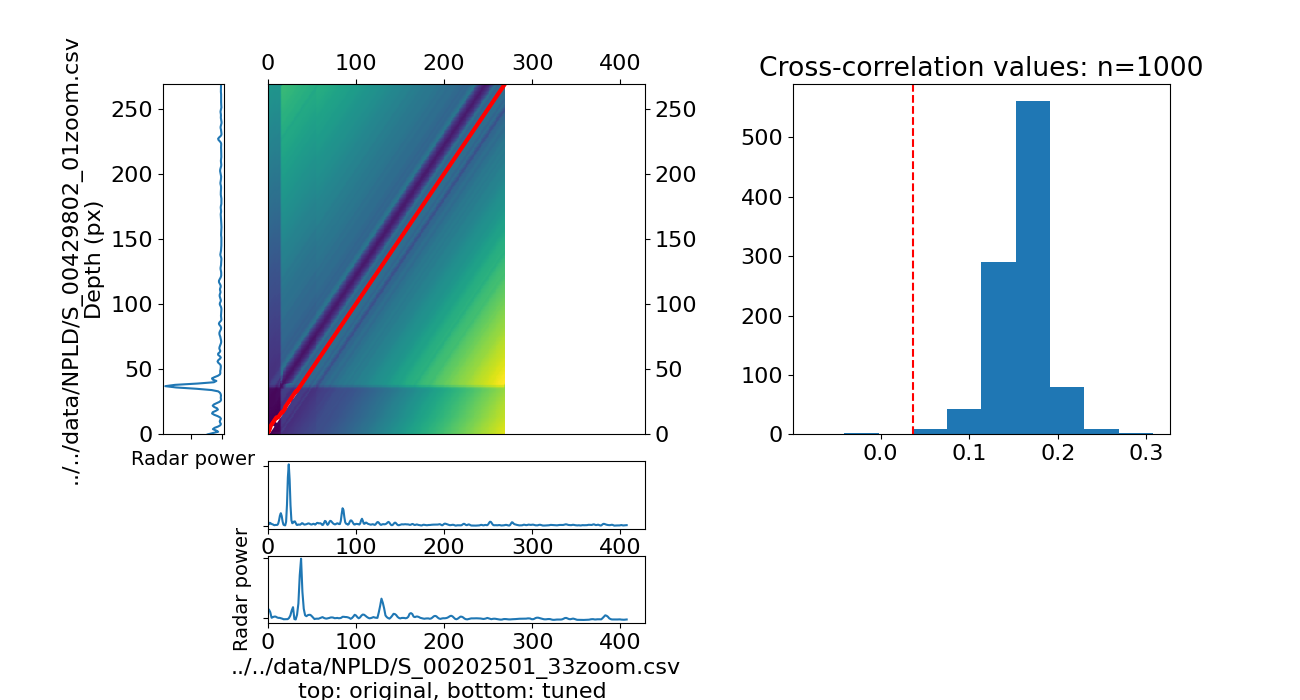 0 100 200 300 400
Cross-correlation values: n=1000
../../data/NPLD/S_00429802_01zoom.csv
Depth (px)
250
200
150
100
50
0
250
200
150
100
50
0
500
400
300
200
100
0
0.0 0.1 0.2 0.3
Radar power
0 100 200 300 400
Radar power
0 100 200 300 400
../../data/NPLD/S_00202501_33zoom.csv
top: original, bottom: tuned